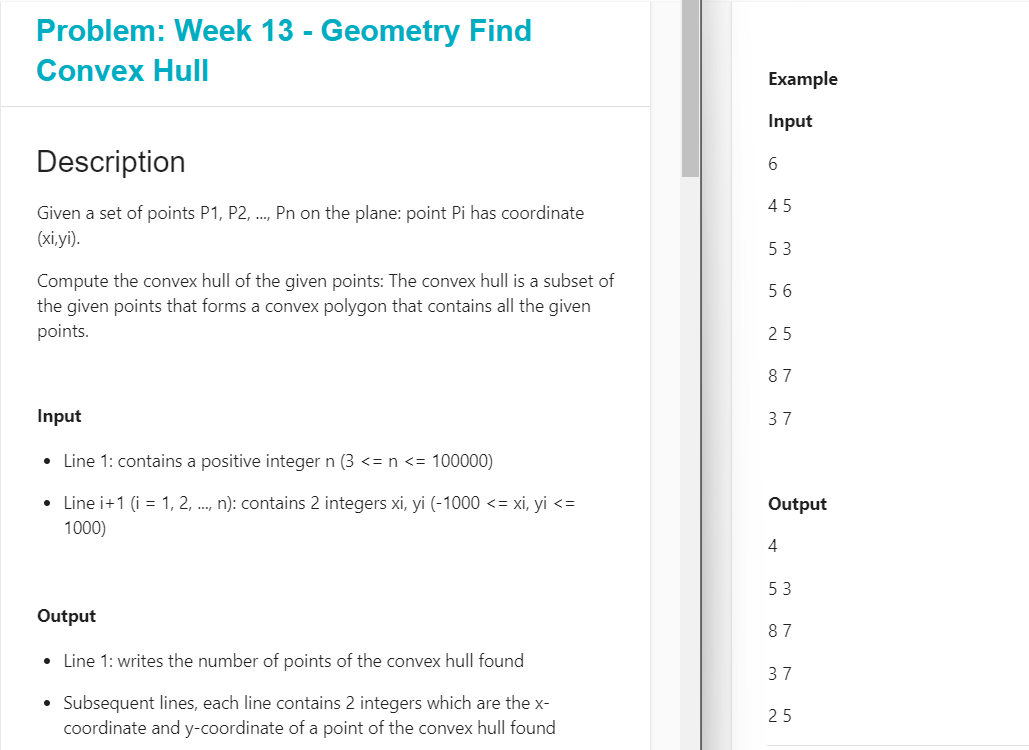 Problem: Week 13 - Geometry Find
Convex Hull
Description
Given a set of points P1, P2, ..., Pn on the plane: point Pi has coordinate
(xi,yi).
Compute the convex hull of the given points: The convex hull is a subset of
the given points that forms a convex polygon that contains all the given
points.
Input
• Line 1: contains a positive integer n (3 <= n <= 100000)
• Line i+1 (i = 1, 2, ..., n): contains 2 integers xi, yi (-1000 <= xi, yi <=
1000)
Output
• Line 1: writes the number of points of the convex hull found
• Subsequent lines, each line contains 2 integers which are the x-
coordinate and y-coordinate of a point of the convex hull found
Example
Input
6
4 5
5 3
5 6
2 5
8 7
3 7
Output
4
5 3
8 7
3 7
2 5